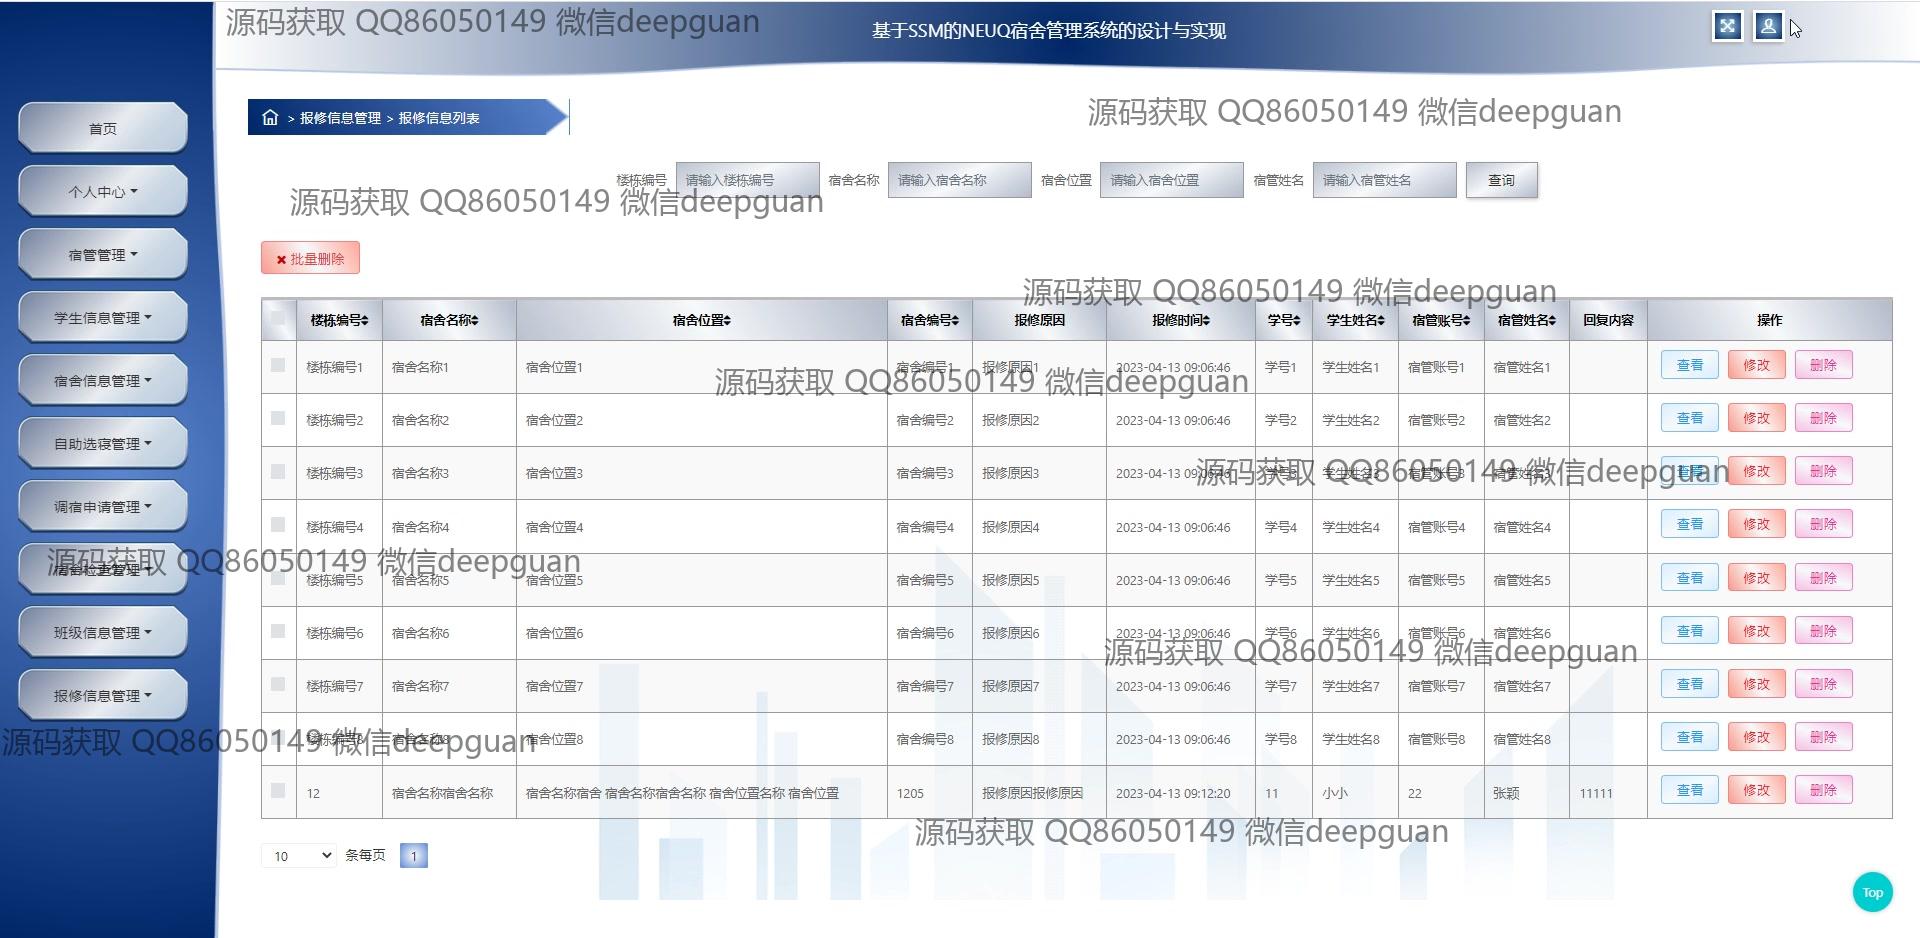 源码获取 QQ86050149 微信deepguan
基于SSM的NEUQ宿舍管理系统的设计与实现
首页
个人中心
宿管管理
学生信息管理
宿舍信息管理
自助选寝管理
调宿申请管理
宿舍检查管理
班级信息管理
报修信息管理
> 报修信息管理 > 报修信息列表
源码获取 QQ86050149 微信deepguan
楼栋编号 请输入楼栋编号 宿舍名称 请输入宿舍名称 宿舍位置 请输入宿舍位置 宿管姓名 请输入宿管姓名 查询
源码获取 QQ86050149 微信deepguan
批量删除
源码获取 QQ86050149 微信deepguan
楼栋编号 宿舍名称 宿舍位置 宿舍编号 报修原因 报修时间 学号 学生姓名 宿管账号 宿管姓名 回复内容 操作
楼栋编号1 宿舍名称1 宿舍位置1 宿舍编号1 报修原因1 2023-04-13 09:06:46 学号1 学生姓名1 宿管账号1 宿管姓名1 查看 修改 删除
源码获取 QQ86050149 微信deepguan
楼栋编号2 宿舍名称2 宿舍位置2 宿舍编号2 报修原因2 2023-04-13 09:06:46 学号2 学生姓名2 宿管账号2 宿管姓名2 查看 修改 删除
楼栋编号3 宿舍名称3 宿舍位置3 宿舍编号3 报修原因3 2023-04-13 09:06:46 学号3 学生姓名3 宿管账号3 宿管姓名3 查看 修改 删除
源码获取 QQ86050149 微信deepguan
楼栋编号4 宿舍名称4 宿舍位置4 宿舍编号4 报修原因4 2023-04-13 09:06:46 学号4 学生姓名4 宿管账号4 宿管姓名4 查看 修改 删除
源码获取 QQ86050149 微信deepguan
楼栋编号5 宿舍名称5 宿舍位置5 宿舍编号5 报修原因5 2023-04-13 09:06:46 学号5 学生姓名5 宿管账号5 宿管姓名5 查看 修改 删除
楼栋编号6 宿舍名称6 宿舍位置6 宿舍编号6 报修原因6 2023-04-13 09:06:46 学号6 学生姓名6 宿管账号6 宿管姓名6 查看 修改 删除
源码获取 QQ86050149 微信deepguan
楼栋编号7 宿舍名称7 宿舍位置7 宿舍编号7 报修原因7 2023-04-13 09:06:46 学号7 学生姓名7 宿管账号7 宿管姓名7 查看 修改 删除
楼栋编号8 宿舍名称8 宿舍位置8 宿舍编号8 报修原因8 2023-04-13 09:06:46 学号8 学生姓名8 宿管账号8 宿管姓名8 查看 修改 删除
源码获取 QQ86050149 微信deepguan
12 宿舍名称宿舍名称 宿舍名称宿舍 宿舍名称宿舍名称 宿舍位置名称 宿舍位置 1205 报修原因报修原因 2023-04-13 09:12:20 11 小小 22 张颖 11111 查看 修改 删除
源码获取 QQ86050149 微信deepguan
10 条每页 1
Top